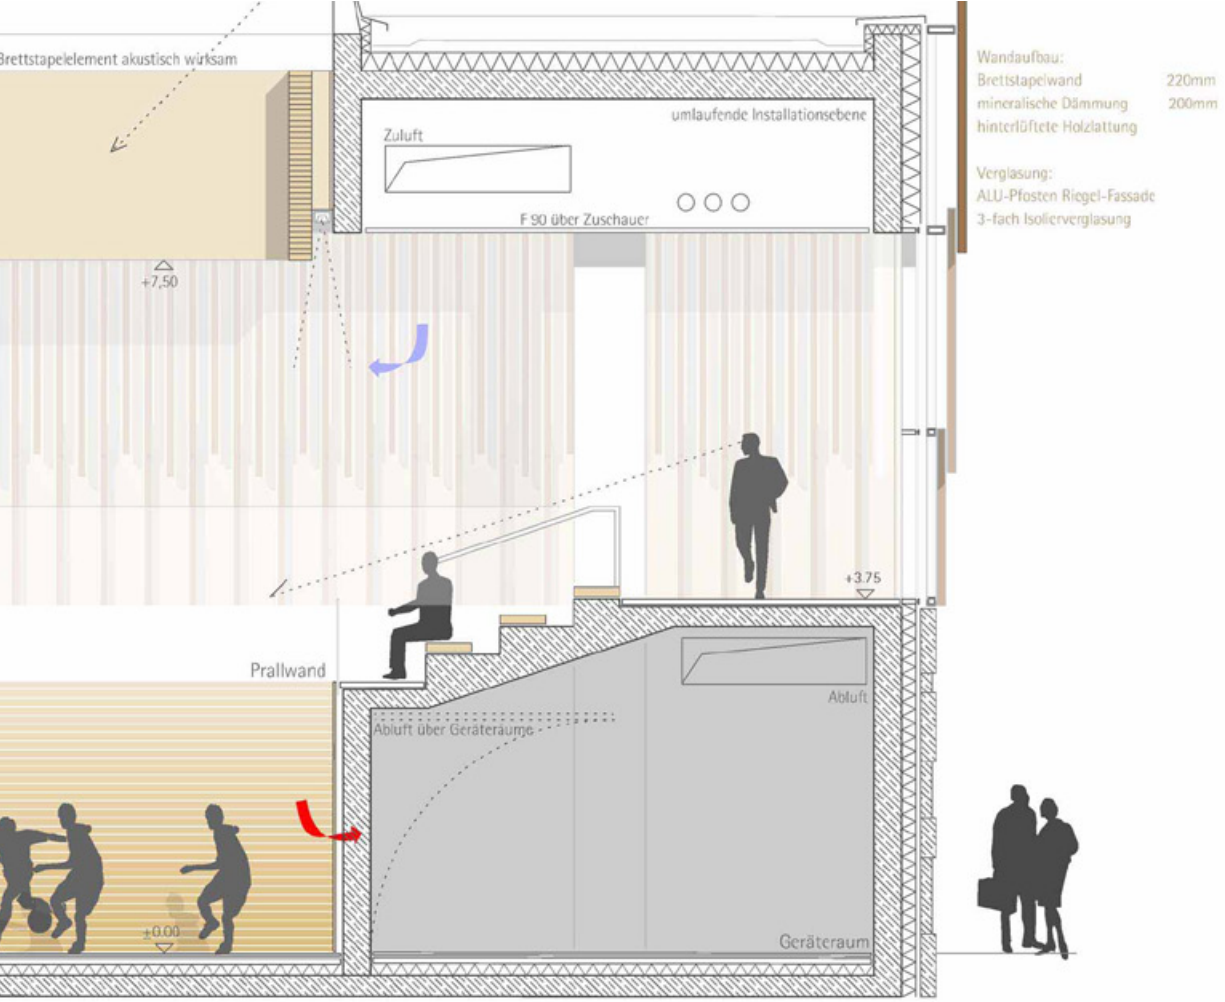 Brettstapelelement akustisch wirksam
Wandaufbau:
Brettstapelwand 220mm
mineralische Dämmung 200mm
hinterlüftete Holzlattung
Verglasung:
ALU-Pfosten Riegel-Fassade
3-fach Isolierverglasung
umlaufende Installationsebene
Zuluft
F 90 über Zuschauer
+7,50
+3.75
Prallwand
Abluft
Abluft über Geräteräume
±0.00
Geräteraum